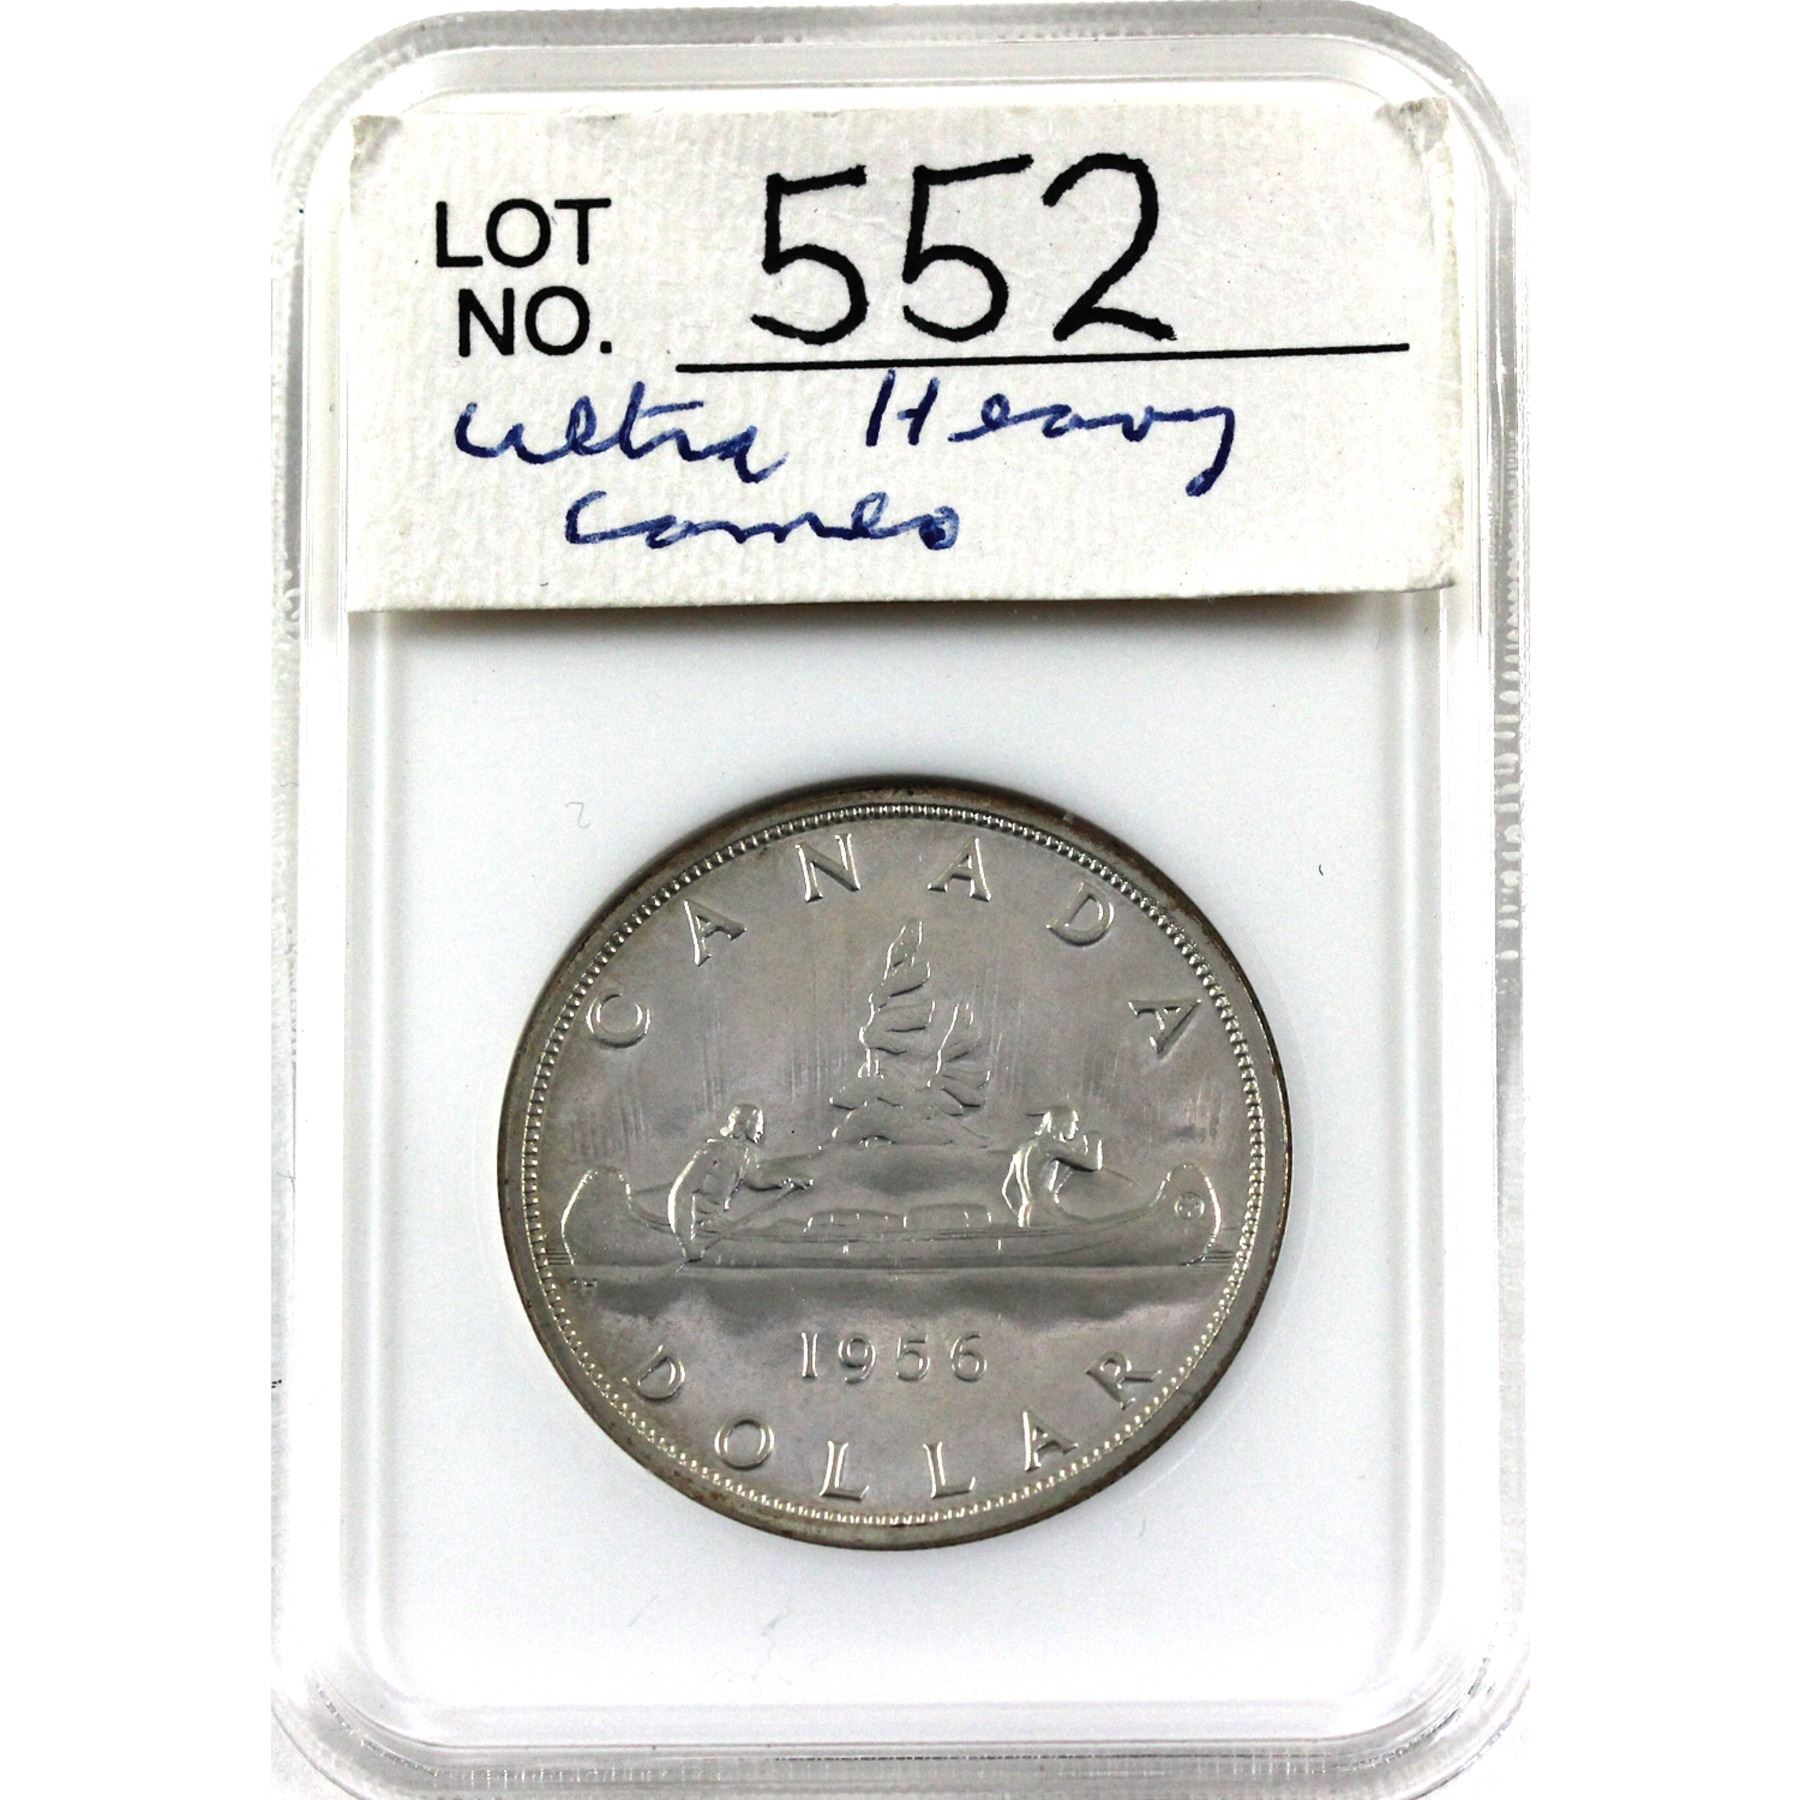 LOT
NO. 552
Ultra Heavy
Cameo
CANADA
1956
DOLLAR